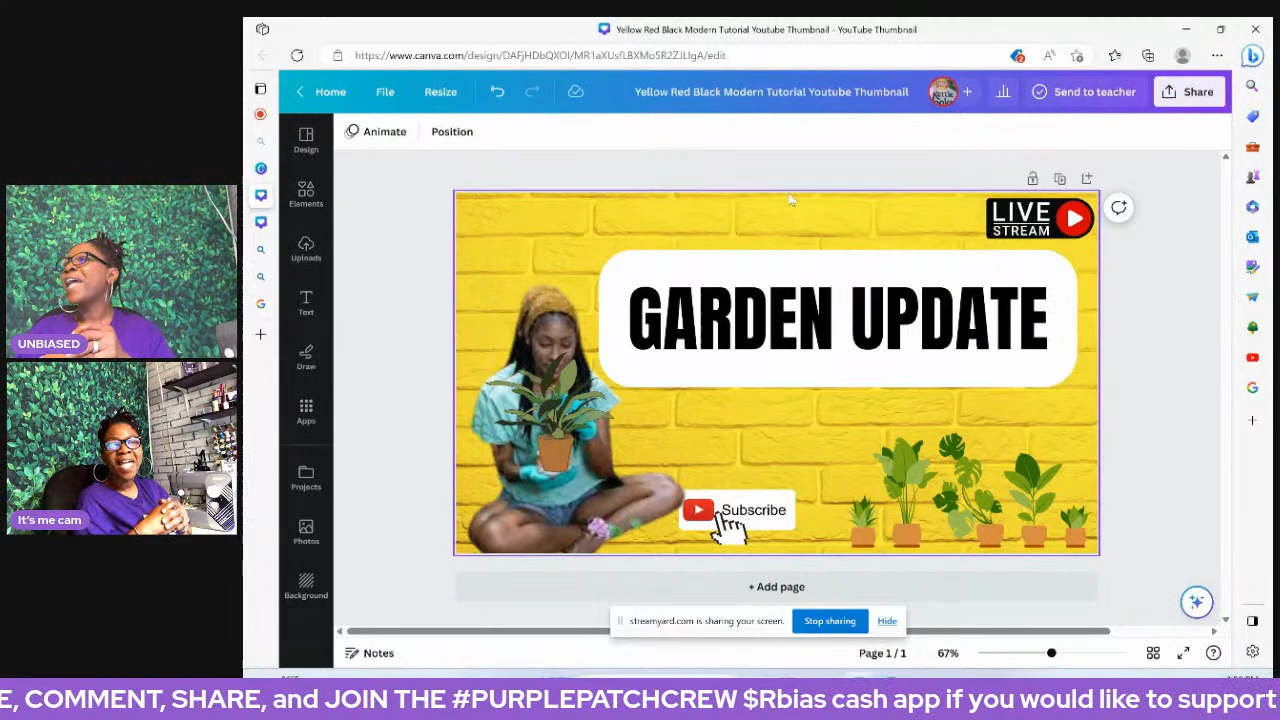 Yellow Red Black Modern Tutorial Youtube Thumbnail - YouTube Thumbnail
https://www.canva.com/design/DAFjHDbQXOI/MR1aXUsfLBXMo5R2ZJLIgA/edit
Home File Resize
Yellow Red Black Modern Tutorial Youtube Thumbnail
Send to teacher
Share
Animate Position
Design
Elements
Uploads
Text
Draw
Apps
Projects
Photos
Background
LIVE
STREAM
GARDEN UPDATE
Subscribe
+ Add page
streamyard.com is sharing your screen. Stop sharing Hide
Notes
Page 1 / 1 67%
UNBIASED
It's me cam
E, COMMENT, SHARE, and JOIN THE #PURPLEPATCHCREW $Rbias cash app if you would like to support